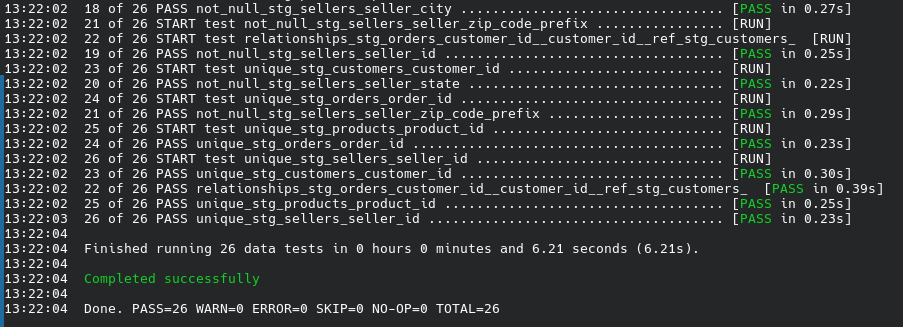 13:22:02  18 of 26 PASS not_null_stg_sellers_seller_city .................................. [PASS in 0.27s]
13:22:02  21 of 26 START test not_null_stg_sellers_seller_zip_code_prefix ................. [RUN]
13:22:02  22 of 26 START test relationships_stg_orders_customer_id__customer_id__ref_stg_customers_  [RUN]
13:22:02  19 of 26 PASS not_null_stg_sellers_seller_id .................................... [PASS in 0.25s]
13:22:02  23 of 26 START test unique_stg_customers_customer_id ............................ [RUN]
13:22:02  20 of 26 PASS not_null_stg_sellers_seller_state ................................. [PASS in 0.22s]
13:22:02  24 of 26 START test unique_stg_orders_order_id .................................. [RUN]
13:22:02  21 of 26 PASS not_null_stg_sellers_seller_zip_code_prefix ....................... [PASS in 0.29s]
13:22:02  25 of 26 START test unique_stg_products_product_id .............................. [RUN]
13:22:02  24 of 26 PASS unique_stg_orders_order_id ........................................ [PASS in 0.23s]
13:22:02  26 of 26 START test unique_stg_sellers_seller_id ................................ [RUN]
13:22:02  23 of 26 PASS unique_stg_customers_customer_id .................................. [PASS in 0.30s]
13:22:02  22 of 26 PASS relationships_stg_orders_customer_id__customer_id__ref_stg_customers_  [PASS in 0.39s]
13:22:02  25 of 26 PASS unique_stg_products_product_id .................................... [PASS in 0.25s]
13:22:03  26 of 26 PASS unique_stg_sellers_seller_id ...................................... [PASS in 0.23s]
13:22:04
13:22:04  Finished running 26 data tests in 0 hours 0 minutes and 6.21 seconds (6.21s).
13:22:04
13:22:04  Completed successfully
13:22:04
13:22:04  Done. PASS=26 WARN=0 ERROR=0 SKIP=0 NO-OP=0 TOTAL=26